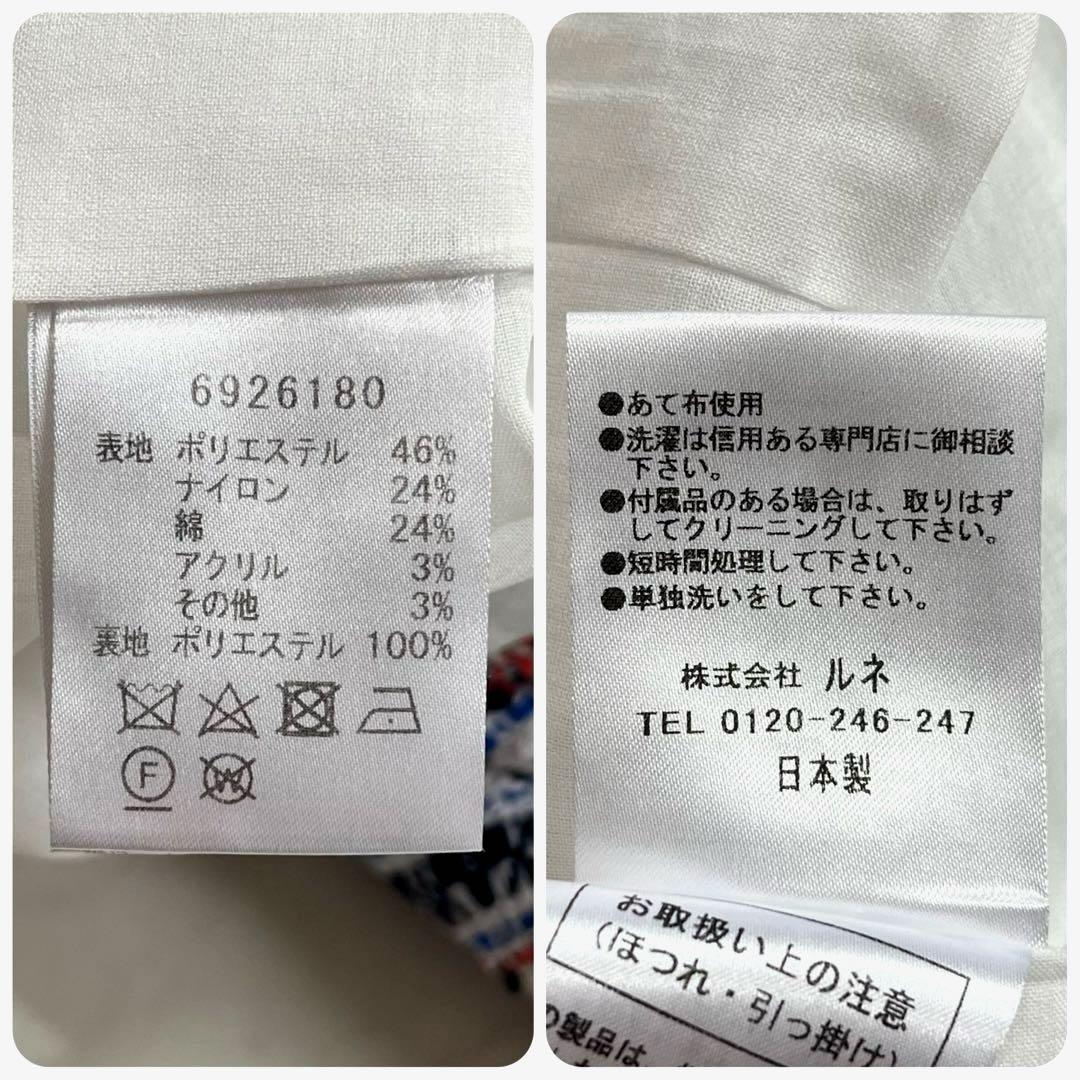 6926180
表地 ポリエステル 46%
ナイロン 24%
綿 24%
アクリル 3%
その他 3%
裏地 ポリエステル 100%
F
W
●あて布使用
●洗濯は信用ある専門店に御相談
下さい。
●付属品のある場合は、取りはず
してクリーニングして下さい。
●短時間処理して下さい。
●単独洗いをして下さい。
株式会社 ルネ
TEL 0120-246-247
日本製
お取扱い上の注意
(ほつれ・引っ掛け)
の製品は、